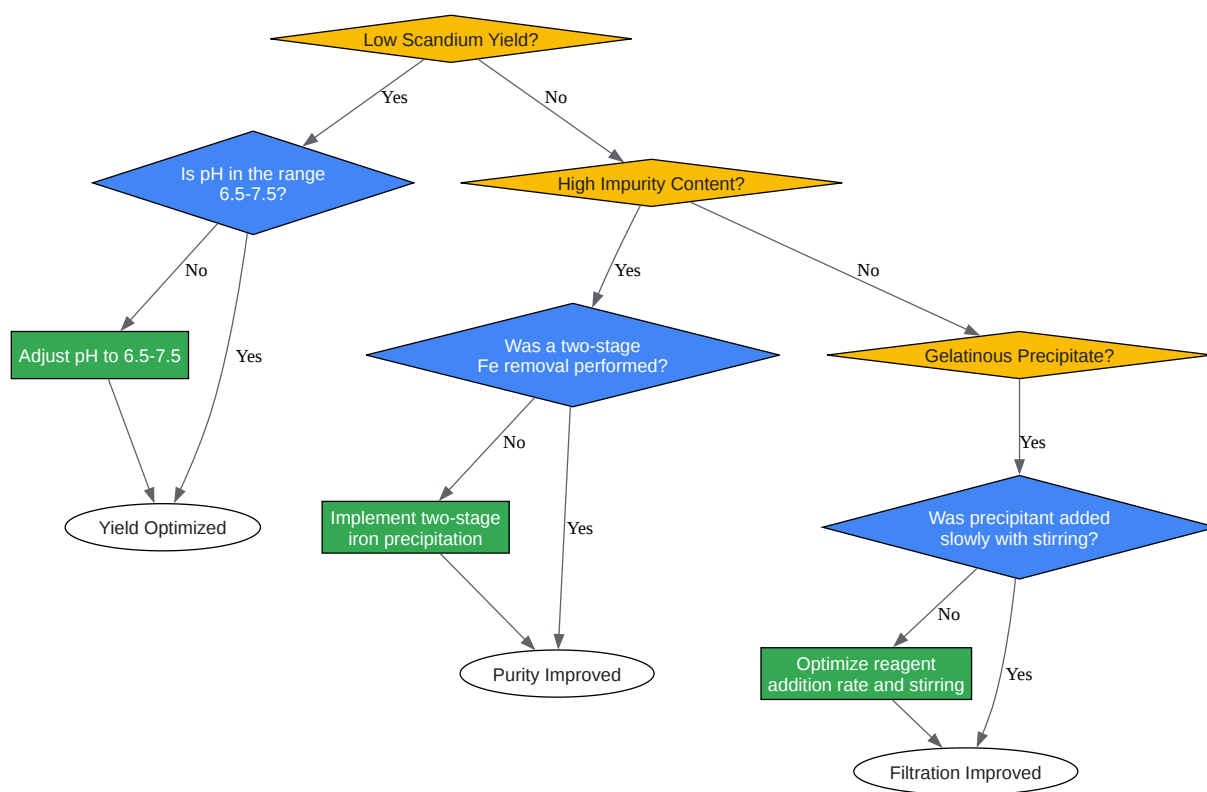 Low Scandium Yield?
Yes
No
Is pH in the range
6.5-7.5?
High Impurity Content?
No
Yes
Yes
No
Adjust pH to 6.5-7.5
Was a two-stage
Fe removal performed?
Gelatinous Precipitate?
No
Yes
Yes
Yield Optimized
Implement two-stage
iron precipitation
Was precipitant added
slowly with stirring?
No
Yes
Purity Improved
Optimize reagent
addition rate and stirring
Filtration Improved